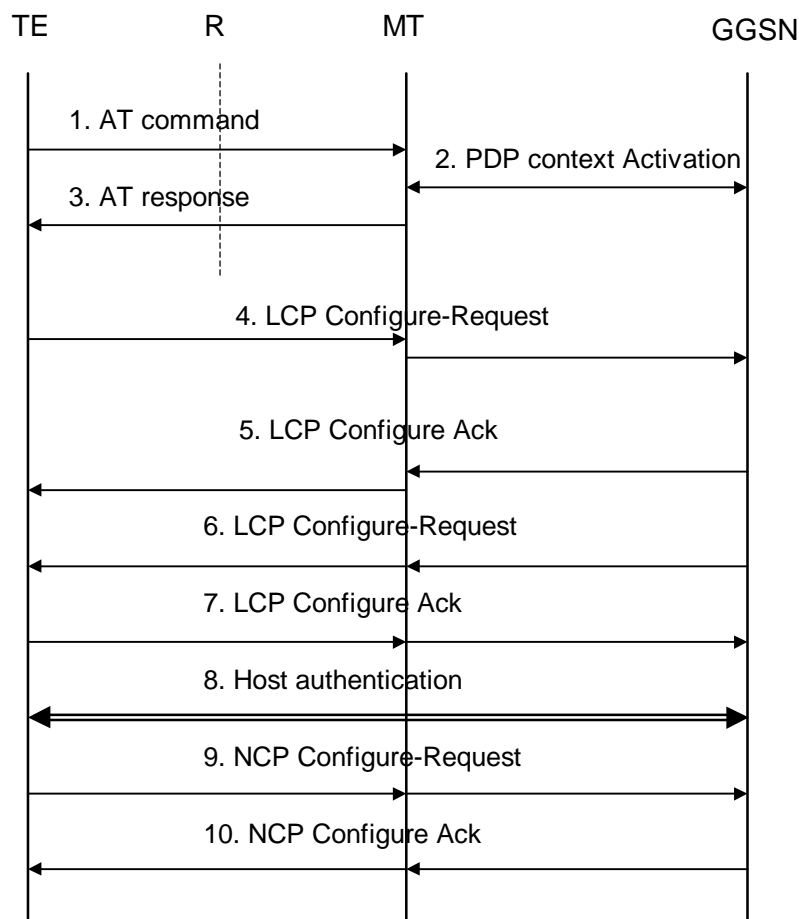 TE R MT GGSN
1. AT command
2. PDP context Activation
3. AT response
4. LCP Configure-Request
5. LCP Configure Ack
6. LCP Configure-Request
7. LCP Configure Ack
8. Host authentication
9. NCP Configure-Request
10. NCP Configure Ack